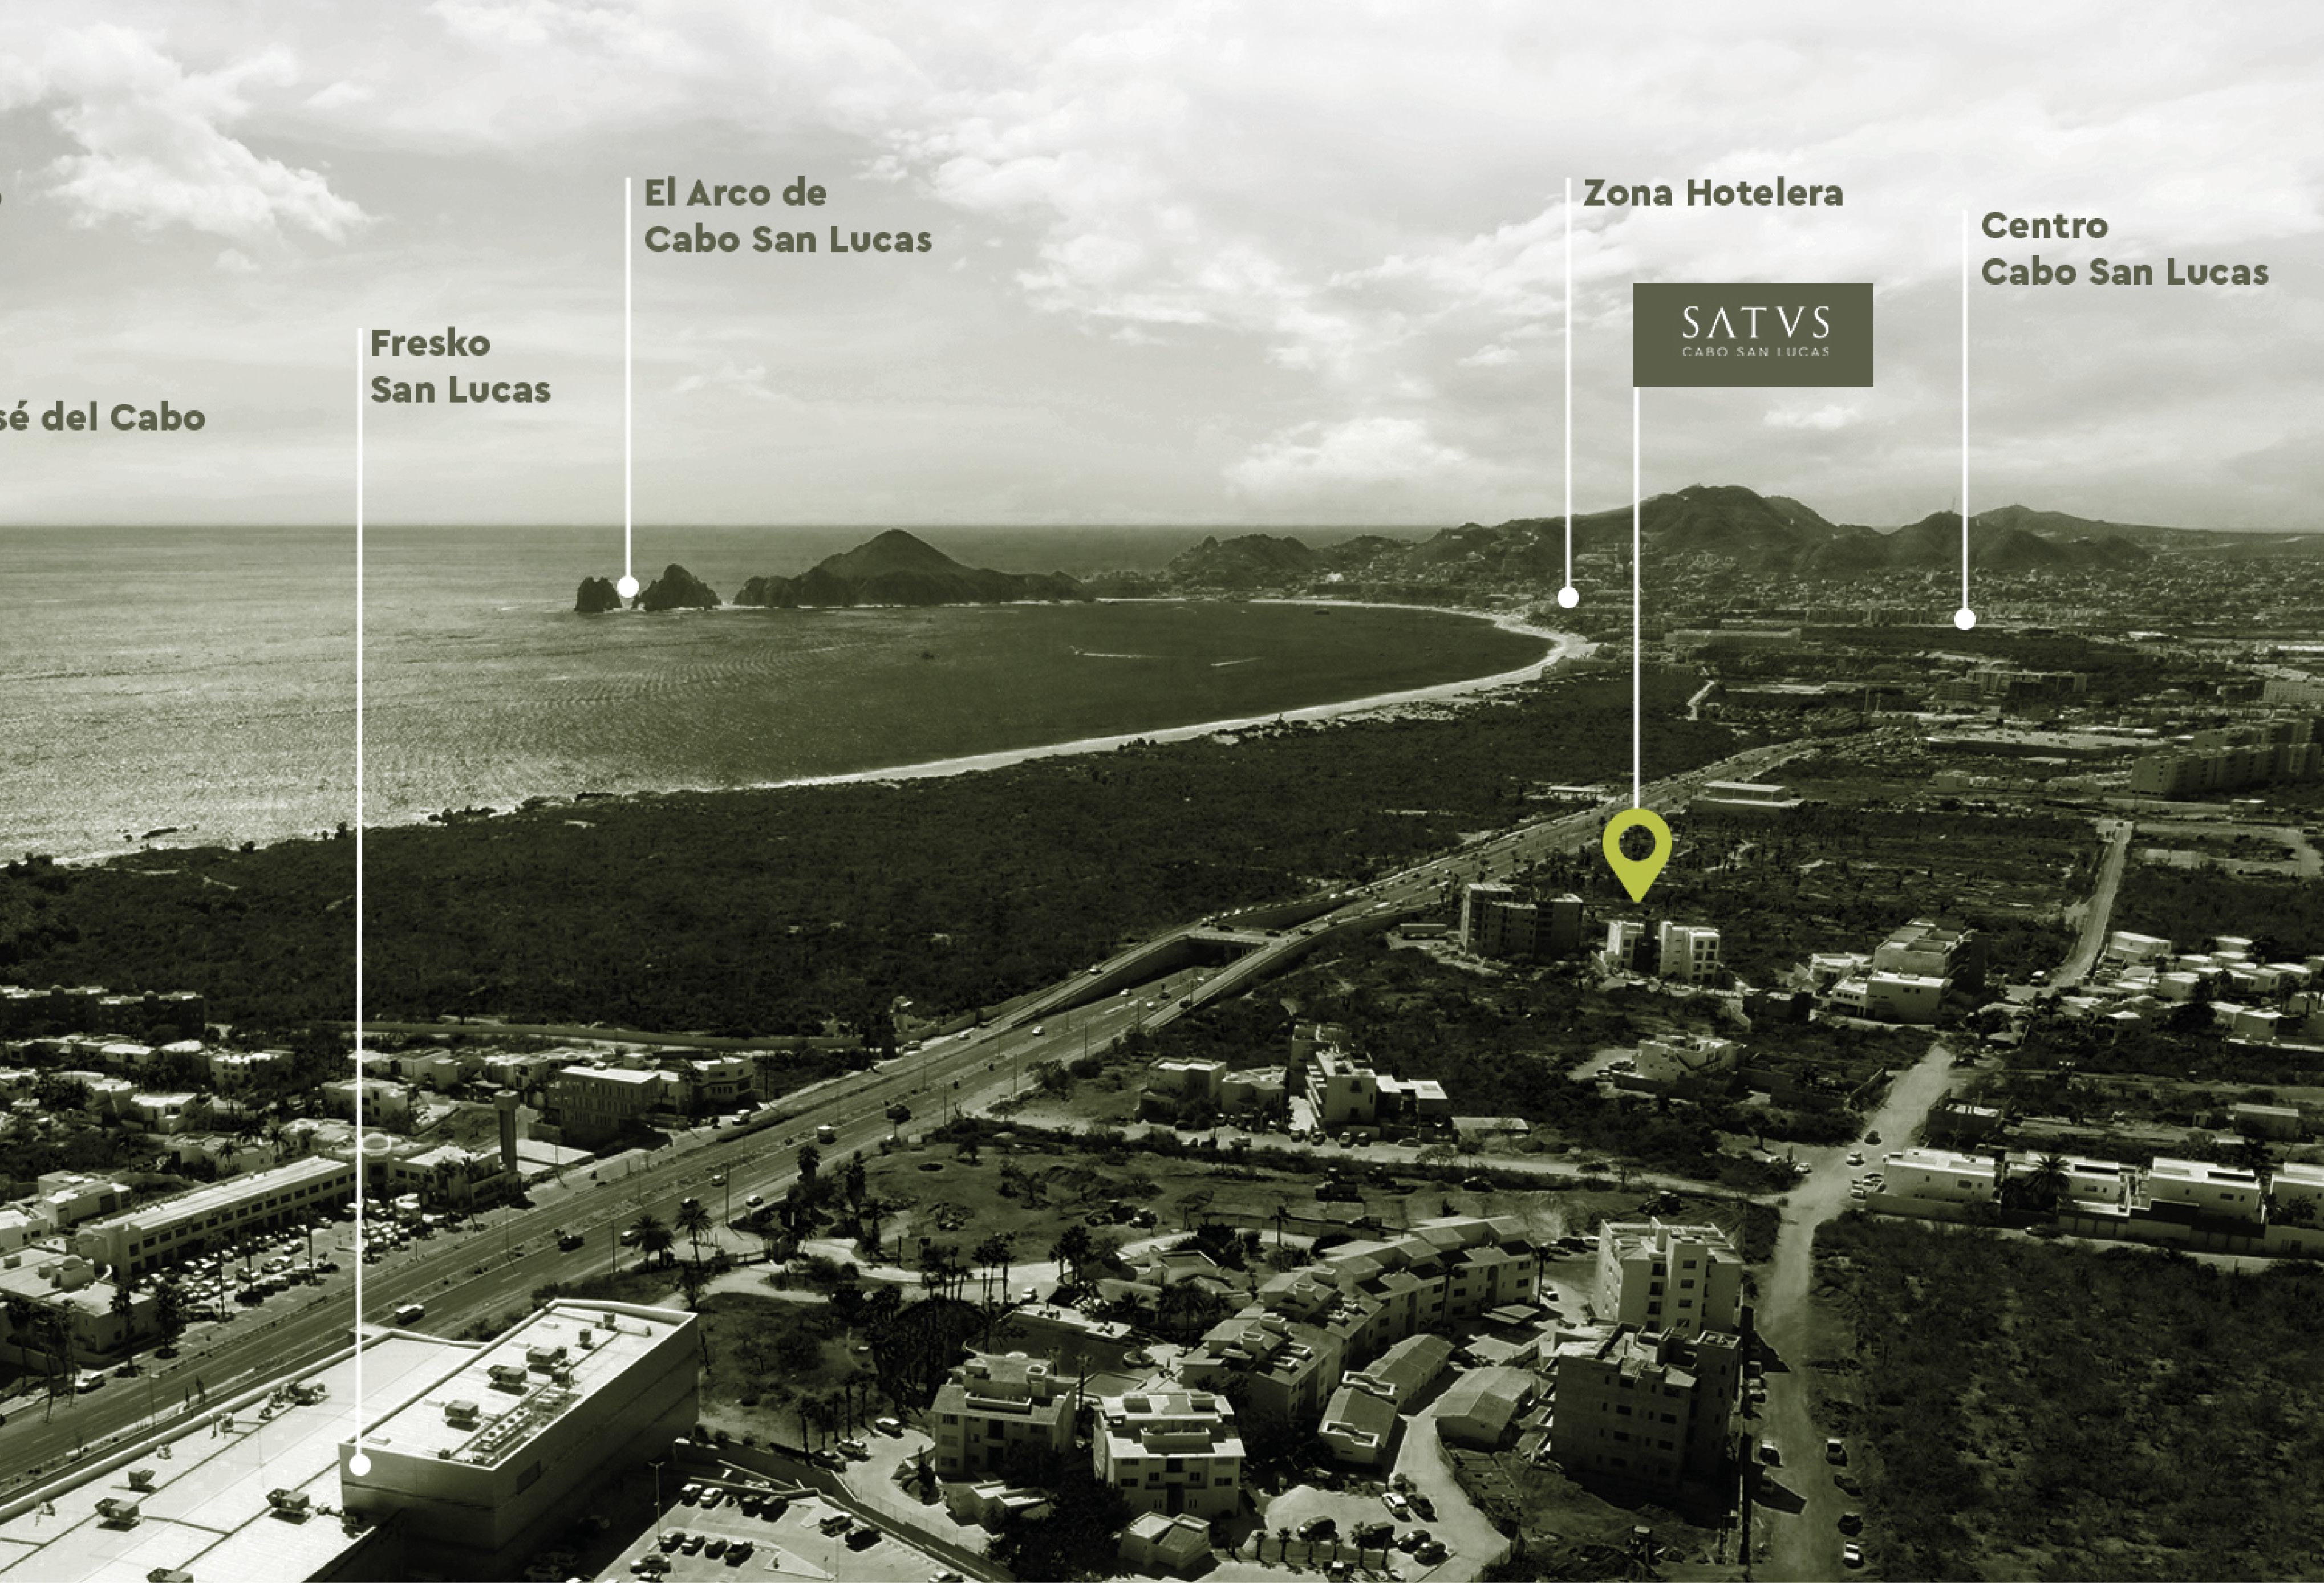 El Arco de
Cabo San Lucas
Zona Hotelera
Centro
Cabo San Lucas
SATVS
CABO SAN LUCAS
Fresko
San Lucas
sé del Cabo